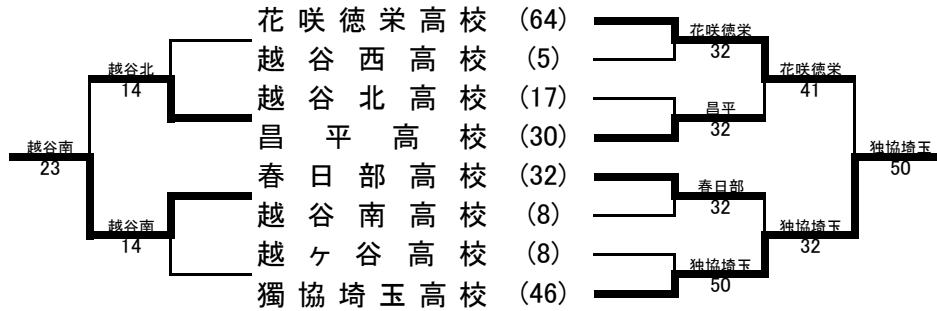 花咲徳栄高校 (64)
越谷西高校 (5)
越谷北高校 (17)
昌平高校 (30)
春日部高校 (32)
越谷南高校 (8)
越ヶ谷高校 (8)
獨協埼玉高校 (46)
越谷北
14
越谷南
23
越谷南
14
花咲徳栄
32
昌平
32
春日部
32
独協埼玉
50
花咲徳栄
41
独協埼玉
32
独協埼玉
50